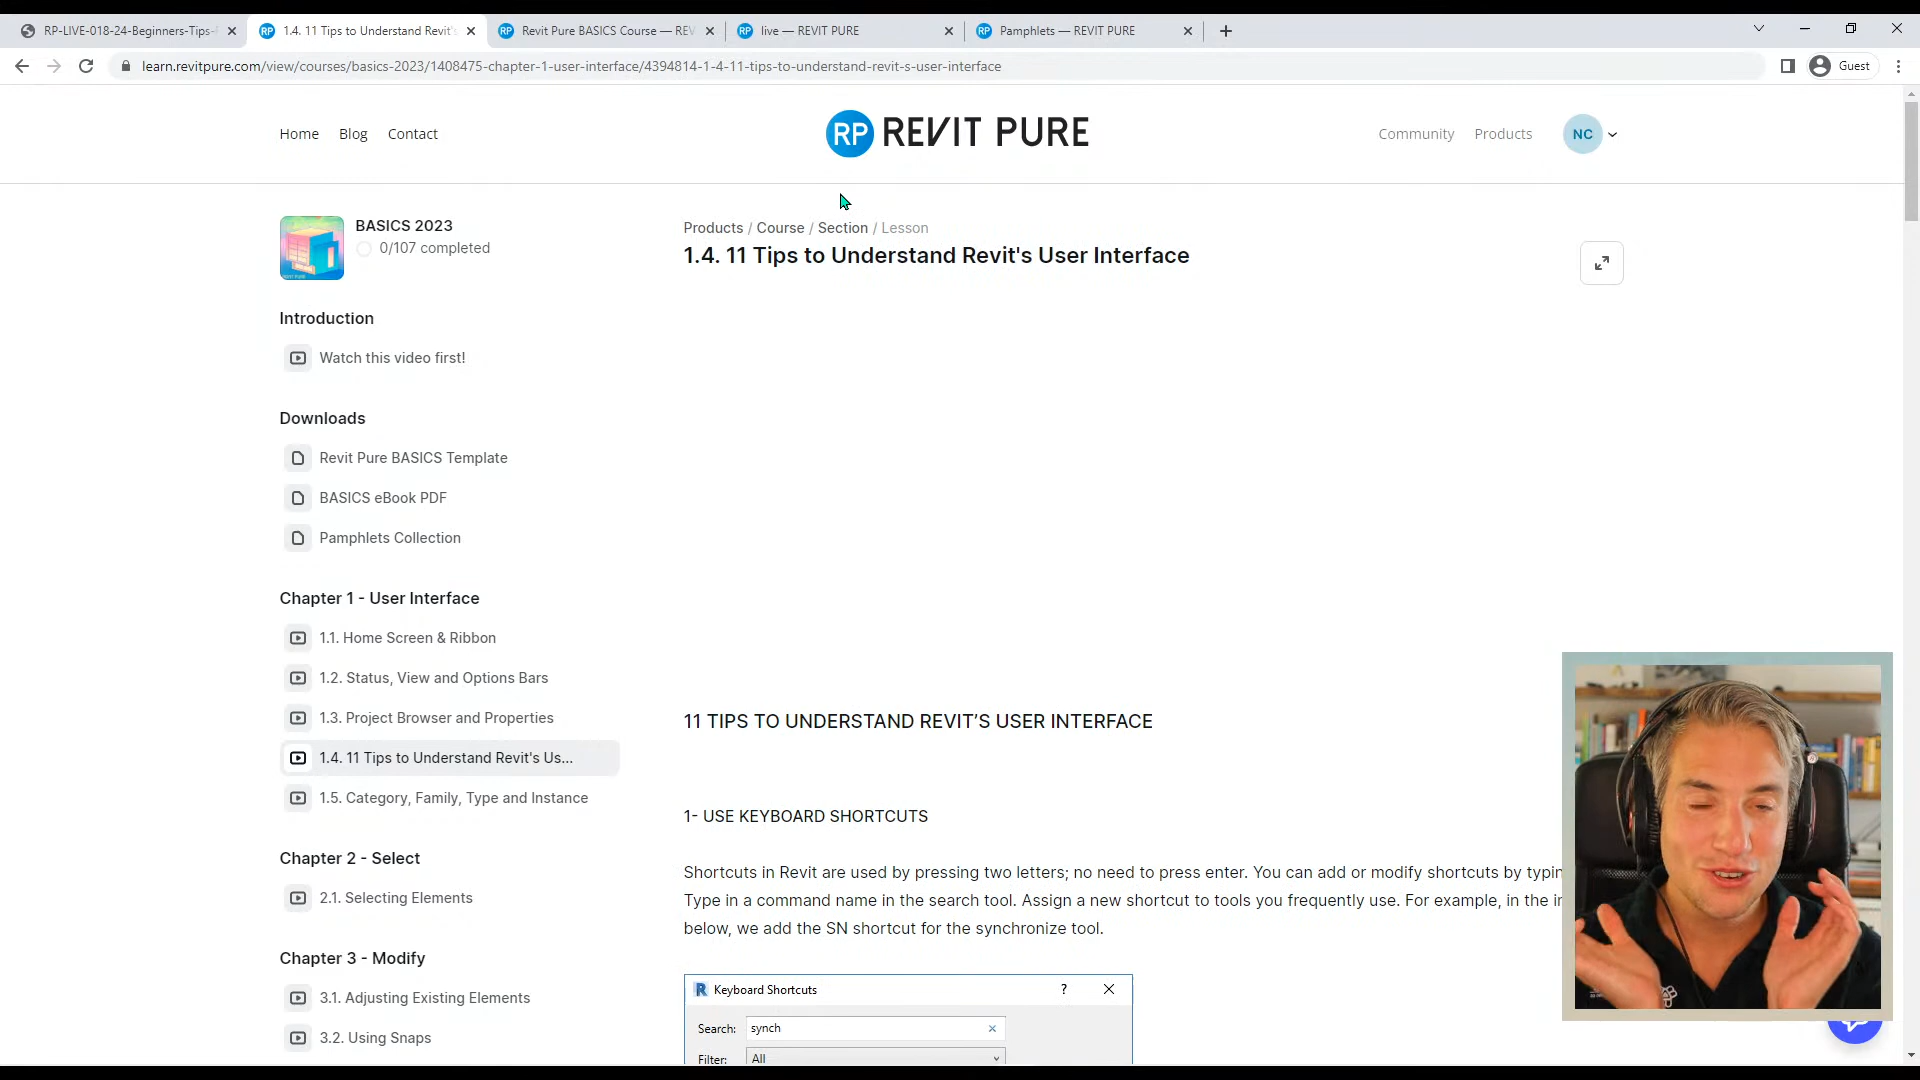 RP-LIVE-018-24-Beginners-Tips-
1.4. 11 Tips to Understand Revit's
Revit Pure BASICS Course — REV
live — REVIT PURE
Pamphlets — REVIT PURE
learn.revitpure.com/view/courses/basics-2023/1408475-chapter-1-user-interface/4394814-1-4-11-tips-to-understand-revit-s-user-interface
Guest
Home
Blog
Contact
RP REVIT PURE
Community
Products
NC
BASICS 2023
0/107 completed
Introduction
Watch this video first!
Downloads
Revit Pure BASICS Template
BASICS eBook PDF
Pamphlets Collection
Chapter 1 - User Interface
1.1. Home Screen & Ribbon
1.2. Status, View and Options Bars
1.3. Project Browser and Properties
1.4. 11 Tips to Understand Revit's Us...
1.5. Category, Family, Type and Instance
Chapter 2 - Select
2.1. Selecting Elements
Chapter 3 - Modify
3.1. Adjusting Existing Elements
3.2. Using Snaps
Products / Course / Section / Lesson
1.4. 11 Tips to Understand Revit's User Interface
11 TIPS TO UNDERSTAND REVIT’S USER INTERFACE
1- USE KEYBOARD SHORTCUTS
Shortcuts in Revit are used by pressing two letters; no need to press enter. You can add or modify shortcuts by typin
Type in a command name in the search tool. Assign a new shortcut to tools you frequently use. For example, in the i
below, we add the SN shortcut for the synchronize tool.
R Keyboard Shortcuts ?
Search: synch
Filter: All